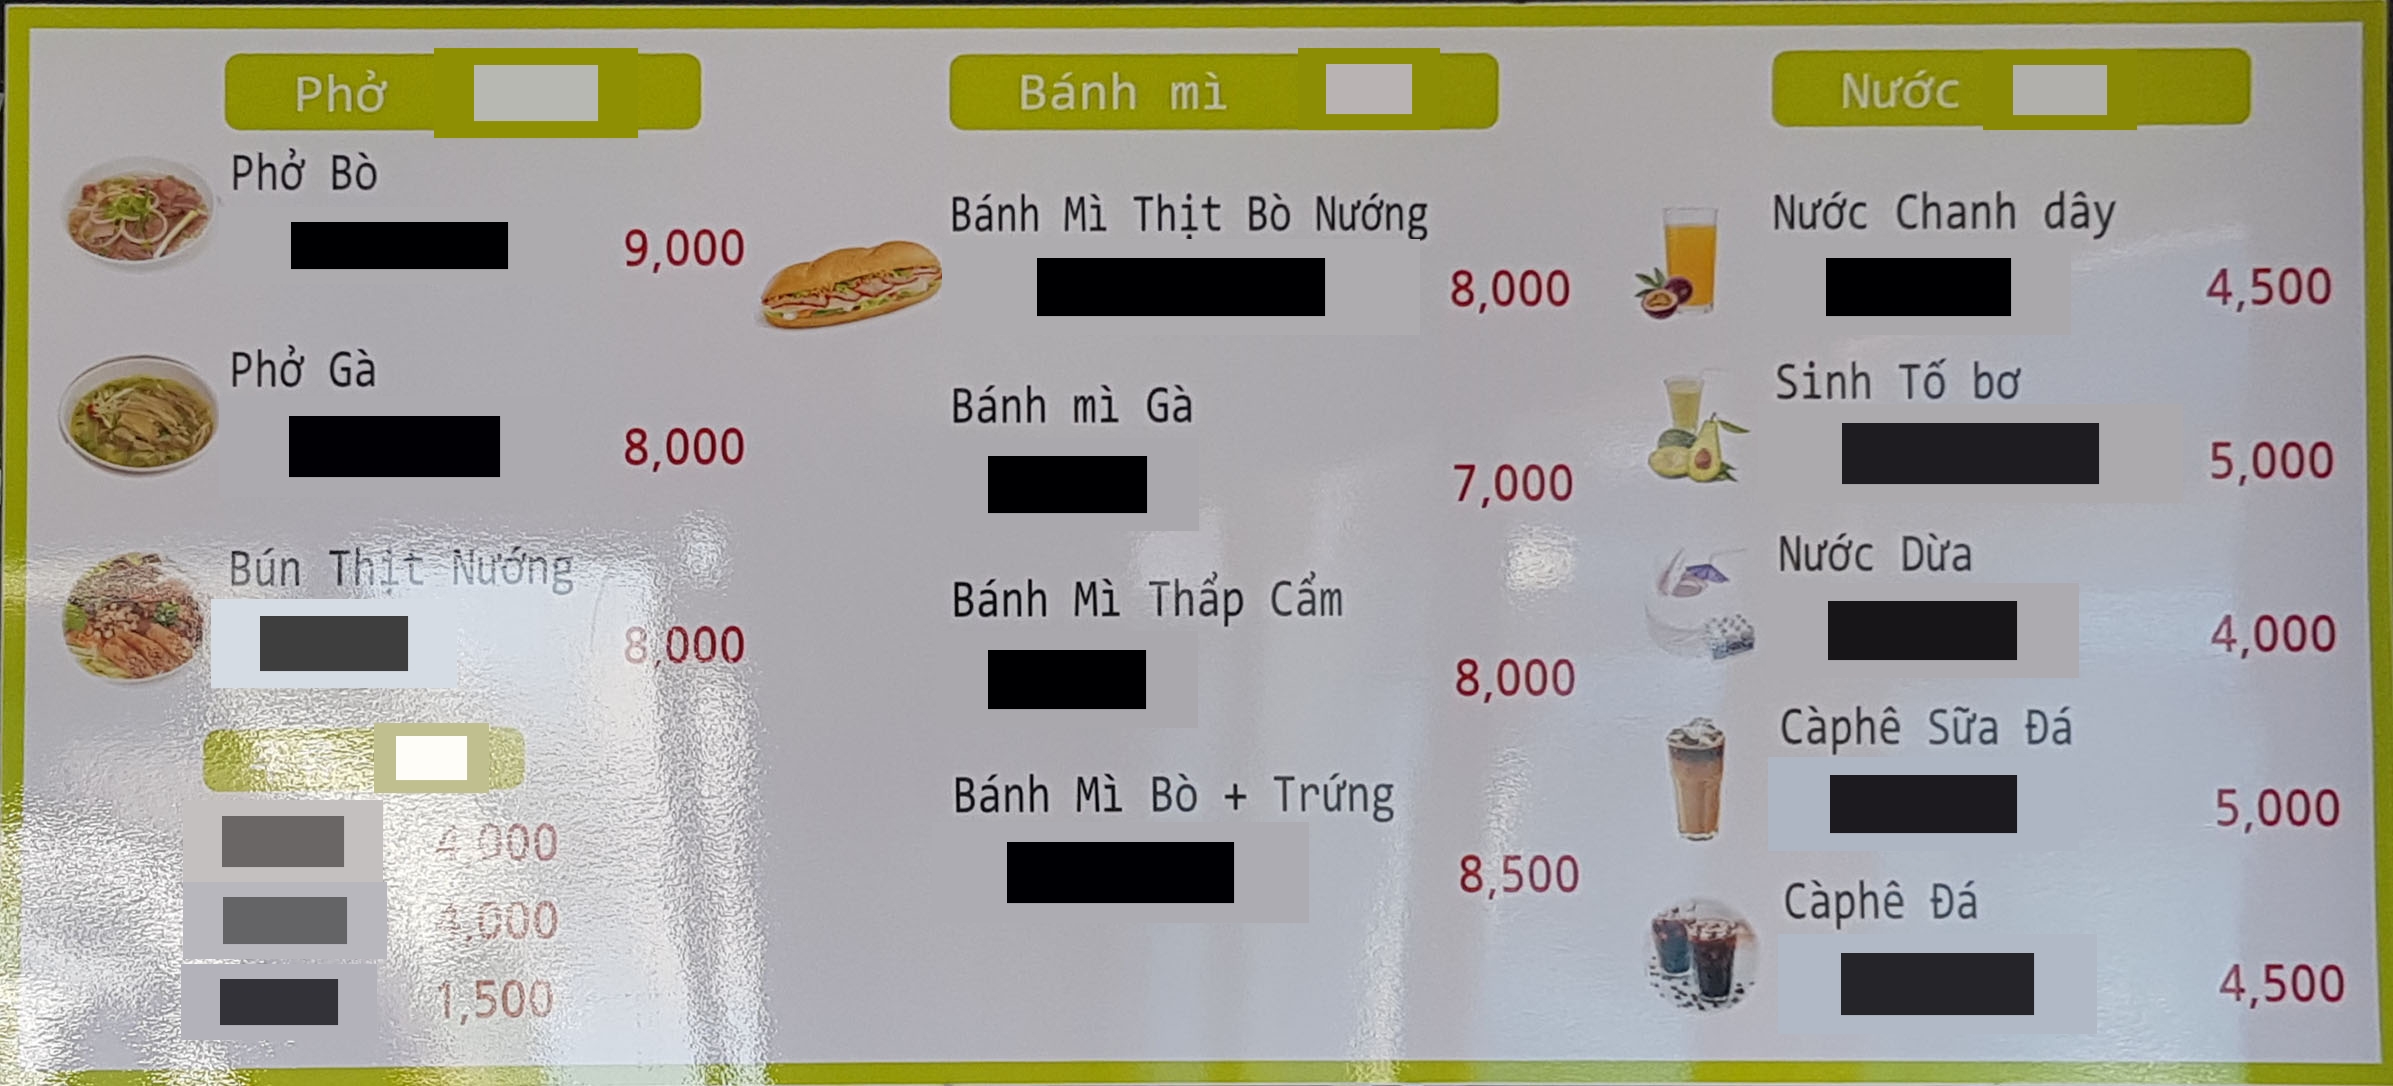 Phở
Phở Bò
9,000
Phở Gà
8,000
Bún Thịt Nướng
8,000
4,000
4,000
1,500
Bánh mì
Bánh Mì Thịt Bò Nướng
8,000
Bánh mì Gà
7,000
Bánh Mì Thẩp Cẩm
8,000
Bánh Mì Bò + Trứng
8,500
Nước
Nước Chanh dây
4,500
Sinh Tố bơ
5,000
Nước Dừa
4,000
Càphê Sữa Đá
5,000
Càphê Đá
4,500